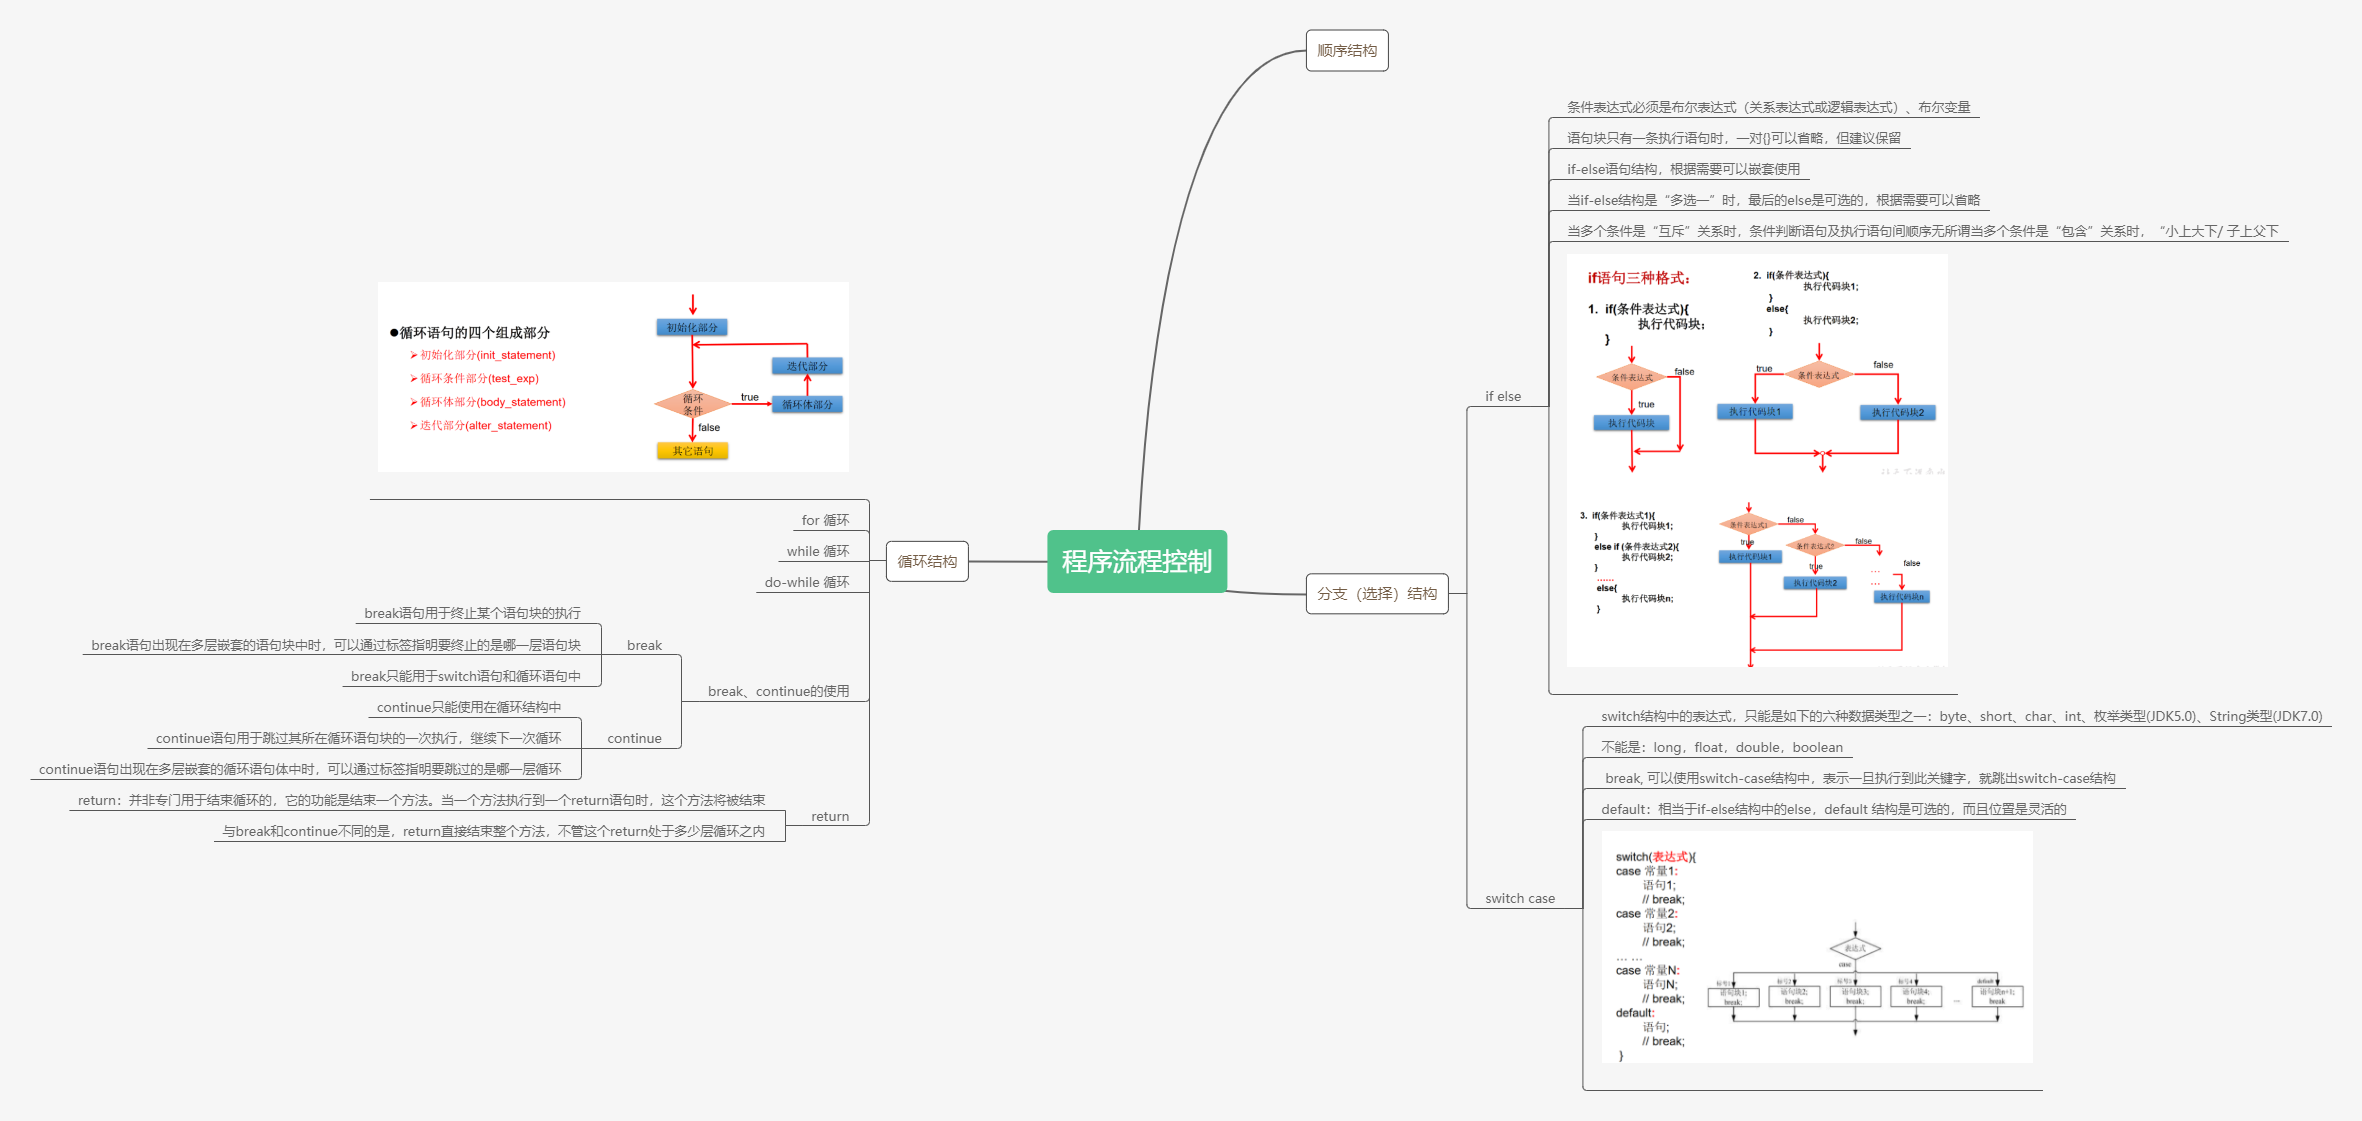 顺序结构
条件表达式必须是布尔表达式（关系表达式或逻辑表达式）、布尔变量
语句块只有一条执行语句时，一对{}可以省略，但建议保留
if-else语句结构，根据需要可以嵌套使用
当if-else结构是“多选一”时，最后的else是可选的，根据需要可以省略
当多个条件是“互斥”关系时，条件判断语句及执行语句间顺序无所谓当多个条件是“包含”关系时，“小上大下/ 子上父下
if语句三种格式：
1. if(条件表达式){
执行代码块；
}
条件表达式
false
true
执行代码块
2. if(条件表达式){
执行代码块1;
}
else{
执行代码块2;
}
true
条件表达式
false
执行代码块1
执行代码块2
3. if(条件表达式1){
执行代码块1;
}
else if (条件表达式2){
执行代码块2;
}
……
else{
执行代码块n;
}
条件表达式1
false
true
条件表达式2
false
执行代码块1
true
false
…
执行代码块2
…
执行代码块n
if else
程序流程控制
分支（选择）结构
switch case
switch结构中的表达式，只能是如下的六种数据类型之一：byte、short、char、int、枚举类型(JDK5.0)、String类型(JDK7.0)
不能是：long，float，double，boolean
break, 可以使用switch-case结构中，表示一旦执行到此关键字，就跳出switch-case结构
default：相当于if-else结构中的else，default 结构是可选的，而且位置是灵活的
switch(表达式){
case 常量1:
语句1;
// break;
case 常量2:
语句2;
// break;
… …
case 常量N:
语句N;
// break;
default:
语句;
// break;
}
表达式
case
default
语句块1;
break;
语句块2;
break;
语句块3;
break;
语句块4;
break;
...
语句块n+1;
break
循环结构
●循环语句的四个组成部分
➢初始化部分(init_statement)
➢循环条件部分(test_exp)
➢循环体部分(body_statement)
➢迭代部分(alter_statement)
初始化部分
迭代部分
循环
条件
true
循环体部分
false
其它语句
for 循环
while 循环
do-while 循环
break、continue的使用
break
break语句用于终止某个语句块的执行
break语句出现在多层嵌套的语句块中时，可以通过标签指明要终止的是哪一层语句块
break只能用于switch语句和循环语句中
continue
continue只能使用在循环结构中
continue语句用于跳过其所在循环语句块的一次执行，继续下一次循环
continue语句出现在多层嵌套的循环语句体中时，可以通过标签指明要跳过的是哪一层循环
return
return：并非专门用于结束循环的，它的功能是结束一个方法。当一个方法执行到一个return语句时，这个方法将被结束
与break和continue不同的是，return直接结束整个方法，不管这个return处于多少层循环之内